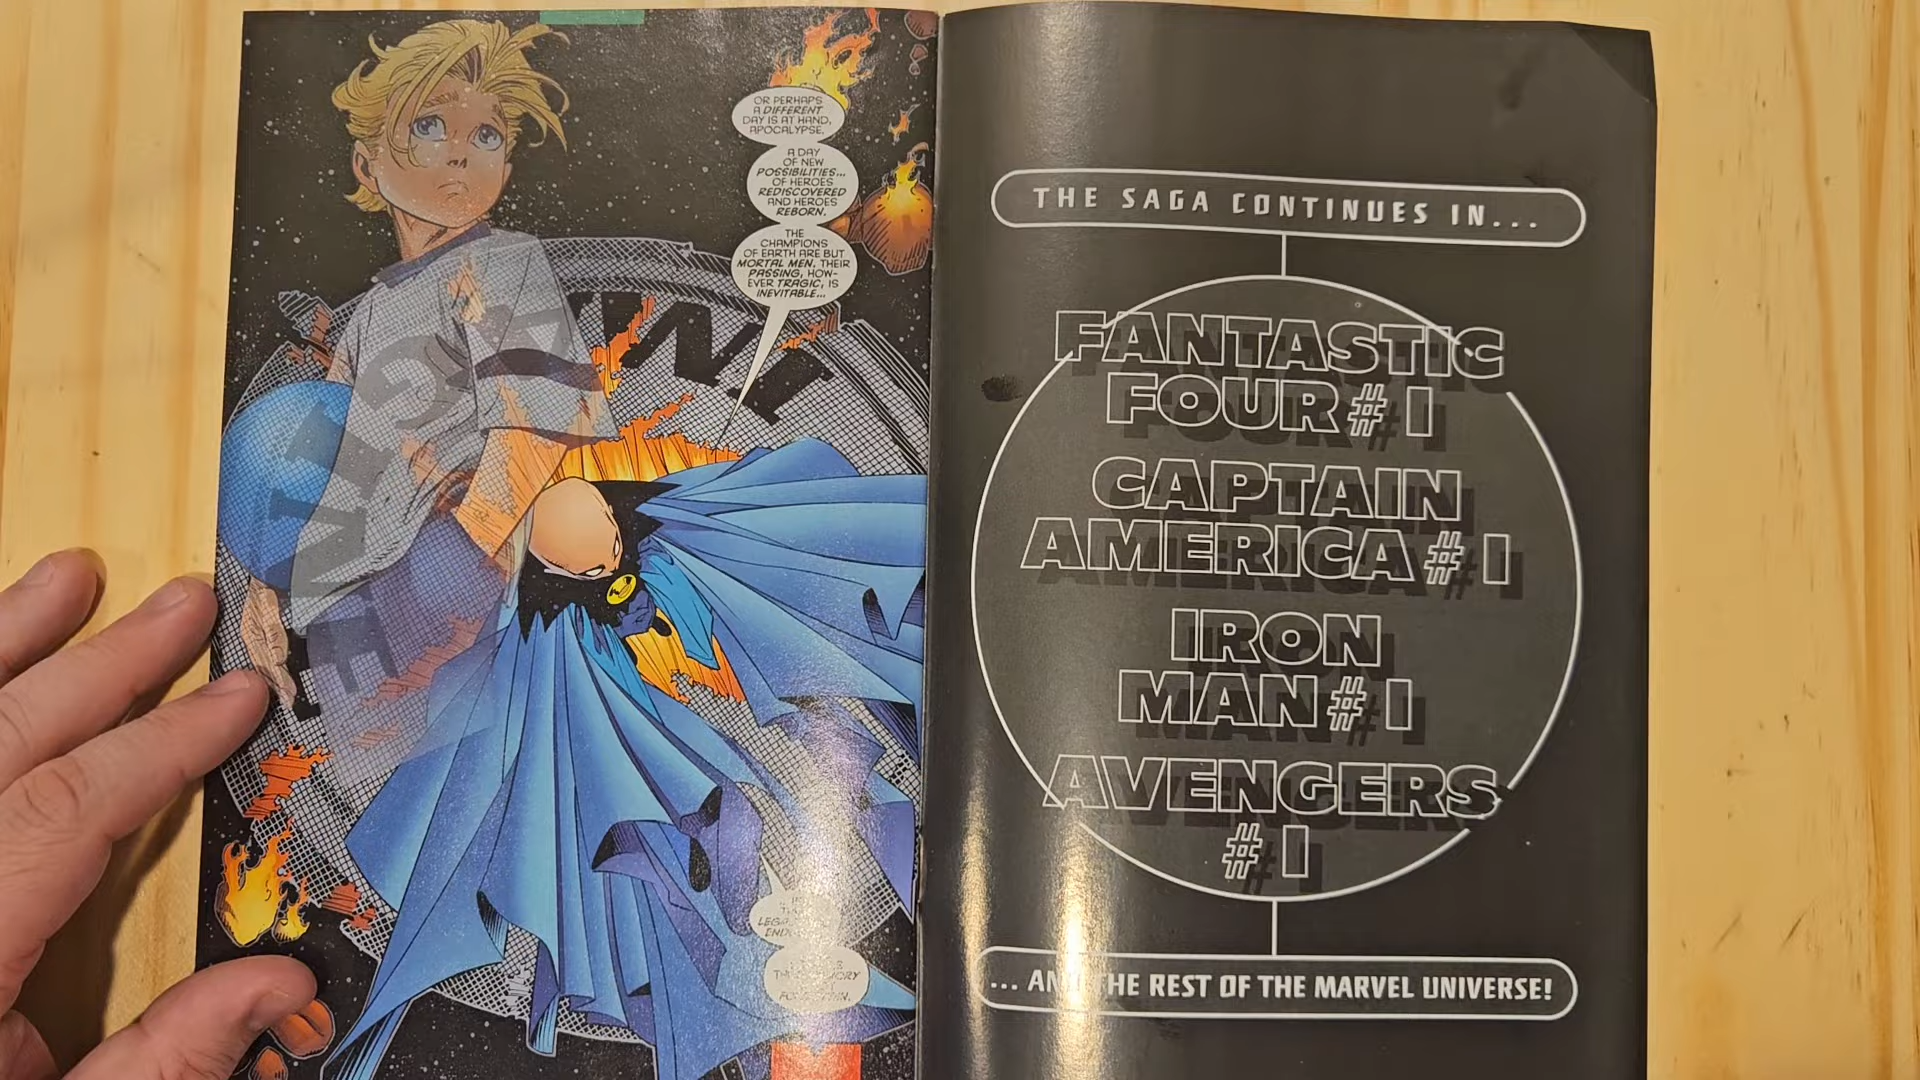 OR PERHAPS
A DIFFERENT
DAY IS AT HAND,
APOCALYPSE.
A DAY
OF NEW
POSSIBILITIES...
OF HEROES
REDISCOVERED
AND HEROES
REBORN.
THE
CHAMPIONS
OF EARTH ARE BUT
MORTAL MEN. THEIR
PASSING, HOW-
EVER TRAGIC, IS
INEVITABLE...
THE SAGA CONTINUES IN...
FANTASTIC
FOUR #1
CAPTAIN
AMERICA #1
IRON
MAN #1
AVENGERS
#1
... AND THE REST OF THE MARVEL UNIVERSE!